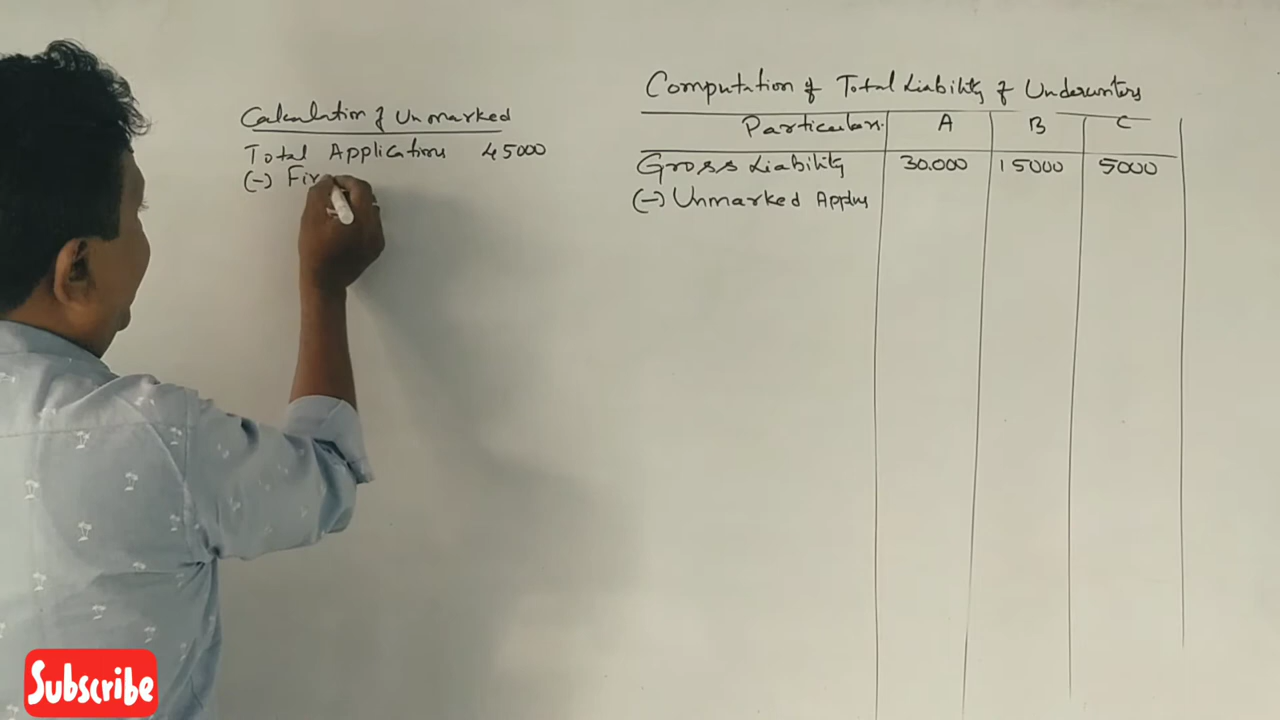 Calculation of Unmarked
Total Applications 45000
(-) Fir
Computation of Total Liability of Underwriters
Particulars. A B C
Gross Liability 30.000 15000 5000
(-) Unmarked Applns
Subscribe